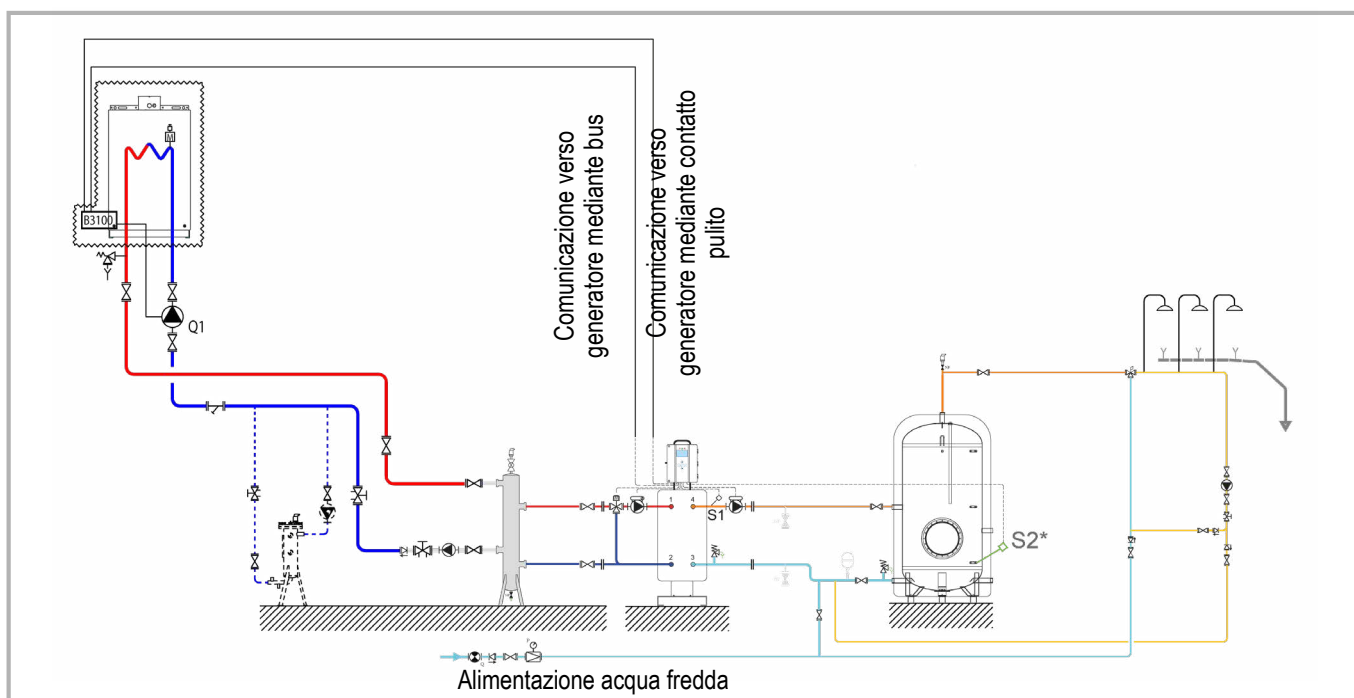 Comunicazione verso
generatore mediante bus
Comunicazione verso
generatore mediante contatto
pulito
M
B3100
Q1
1
4
S1
2
3
S2*
Alimentazione acqua fredda